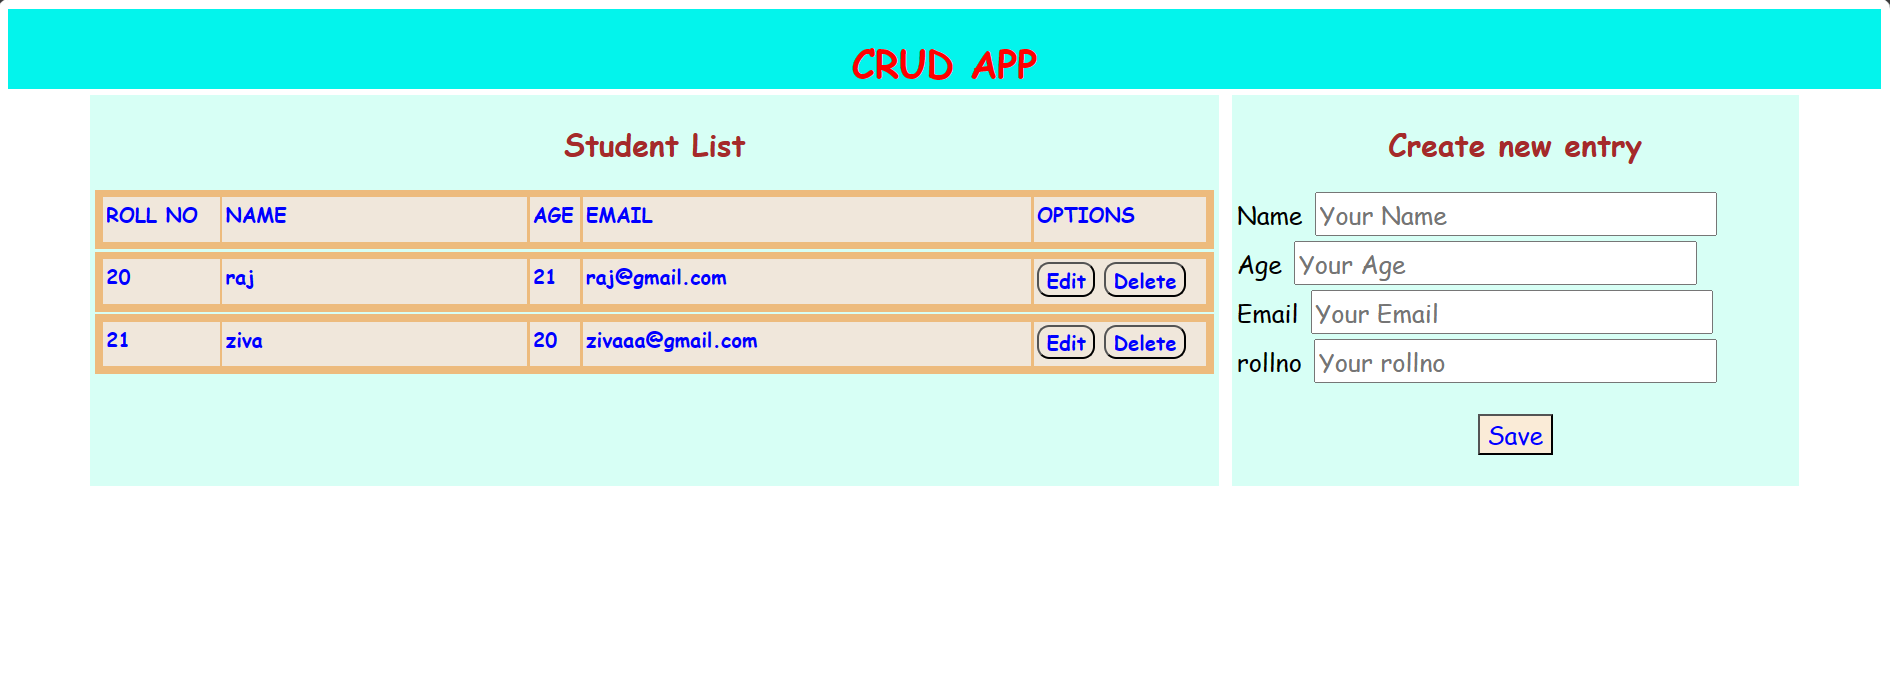 CRUD APP
Student List
ROLL NO NAME AGE EMAIL OPTIONS
20 raj 21 raj@gmail.com Edit Delete
21 ziva 20 zivaaa@gmail.com Edit Delete
Create new entry
Name Your Name
Age Your Age
Email Your Email
rollno Your rollno
Save